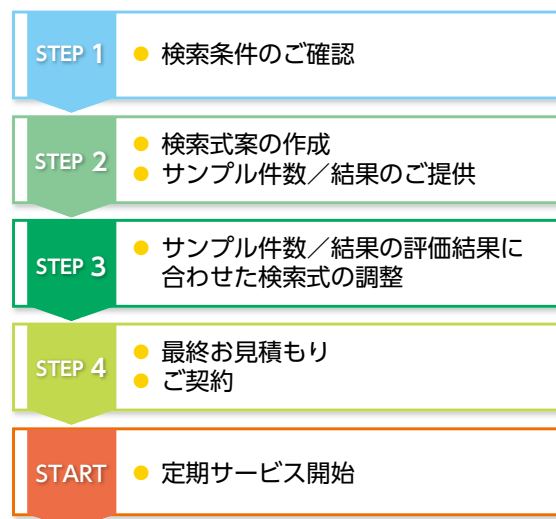 STEP 1
● 検索条件のご確認
STEP 2
● 検索式案の作成
● サンプル件数／結果のご提供
STEP 3
● サンプル件数／結果の評価結果に
合わせた検索式の調整
STEP 4
● 最終お見積もり
● ご契約
START
● 定期サービス開始